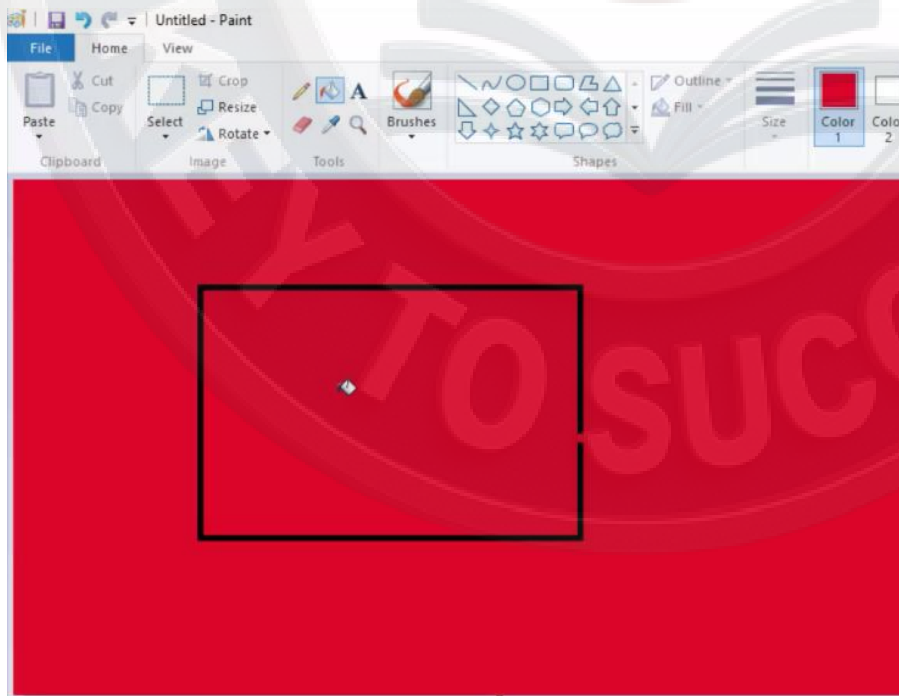 Untitled - Paint
File Home View
Paste
Cut
Copy
Clipboard
Select
Crop
Resize
Rotate
Image
A
Tools
Brushes
Outline
Fill
Shapes
Size
Color
1
Colo
2
EY TO SUCC